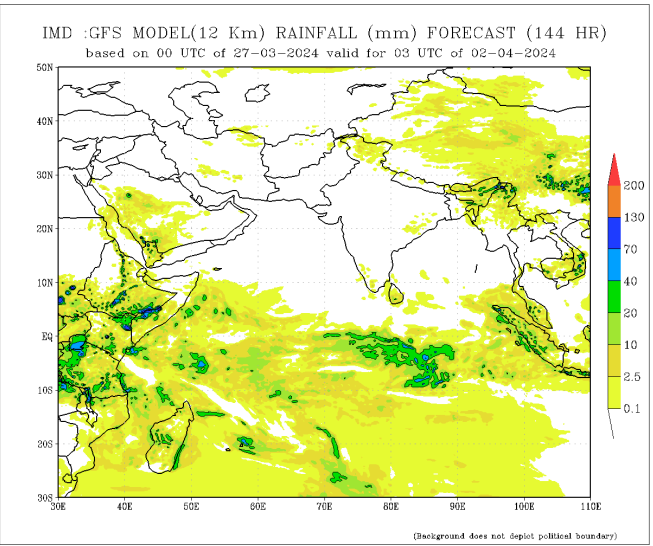 IMD :GFS MODEL(12 Km) RAINFALL (mm) FORECAST (144 HR)
based on 00 UTC of 27-03-2024 valid for 03 UTC of 02-04-2024
50N
40N
30N
20N
10N
EQ
10S
20S
30S
30E 40E 50E 60E 70E 80E 90E 100E 110E
200
130
70
40
20
10
2.5
0.1
(Background does not depict political boundary)